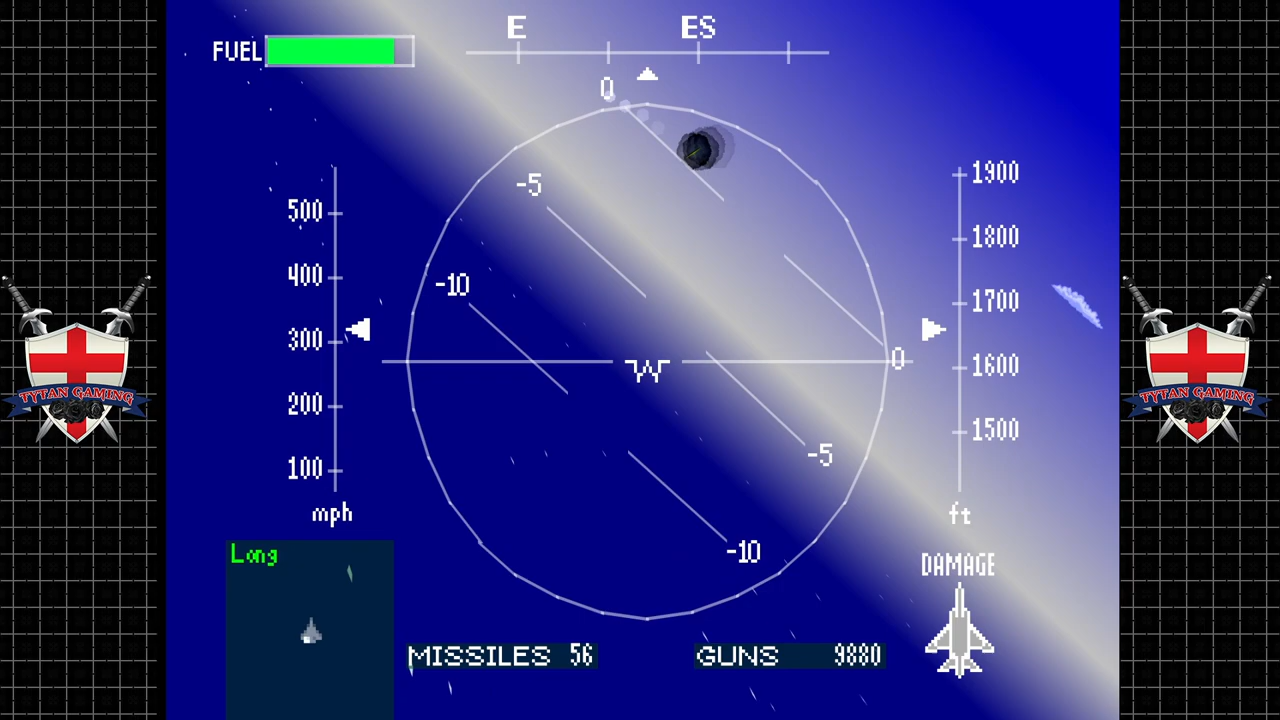 E ES
FUEL
0
-5
-10
0
-5
-10
500
400
300
200
100
mph
1900
1800
1700
1600
1500
ft
Long
DAMAGE
MISSILES 56
GUNS 9880
TYTAN GAMING
TYTAN GAMING